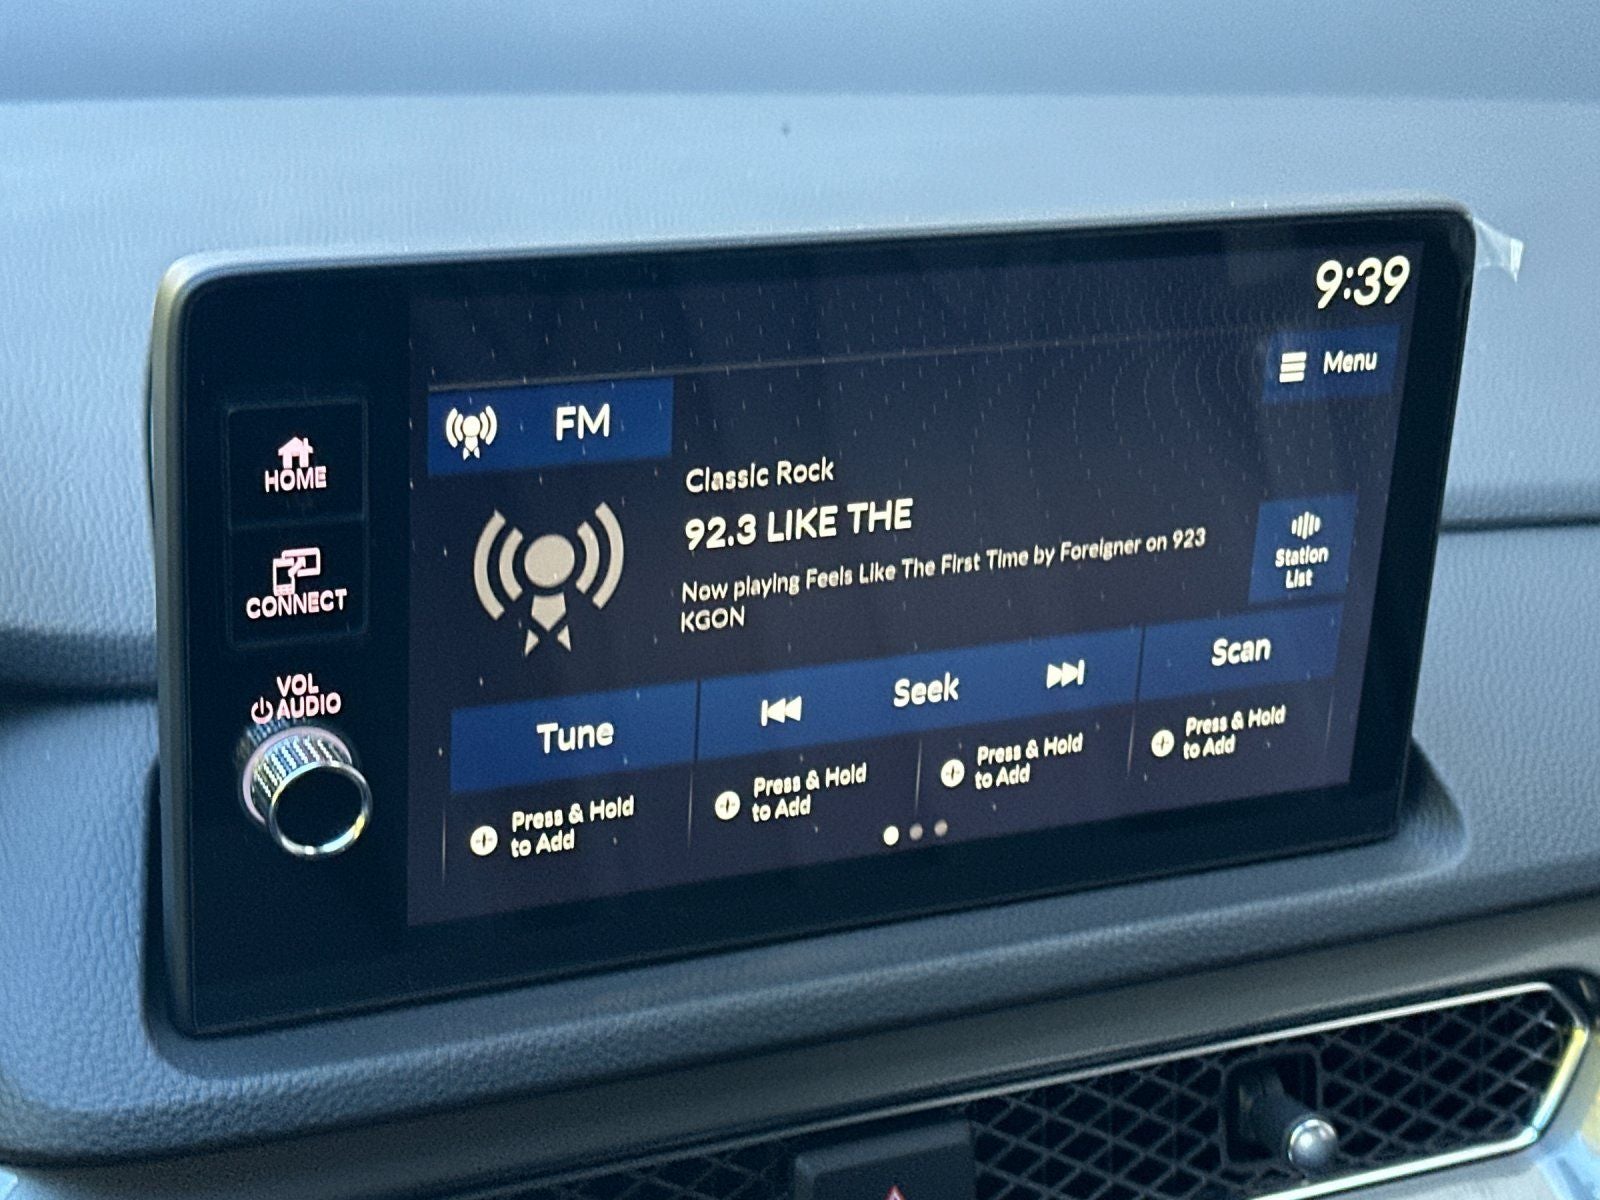 9:39
Menu
FM
HOME
Classic Rock
92.3 LIKE THE
Now playing Feels Like The First Time by Foreigner on 923
KGON
Station
List
CONNECT
VOL
AUDIO
Tune
Seek
Scan
Press & Hold
to Add
Press & Hold
to Add
Press & Hold
to Add
Press & Hold
to Add